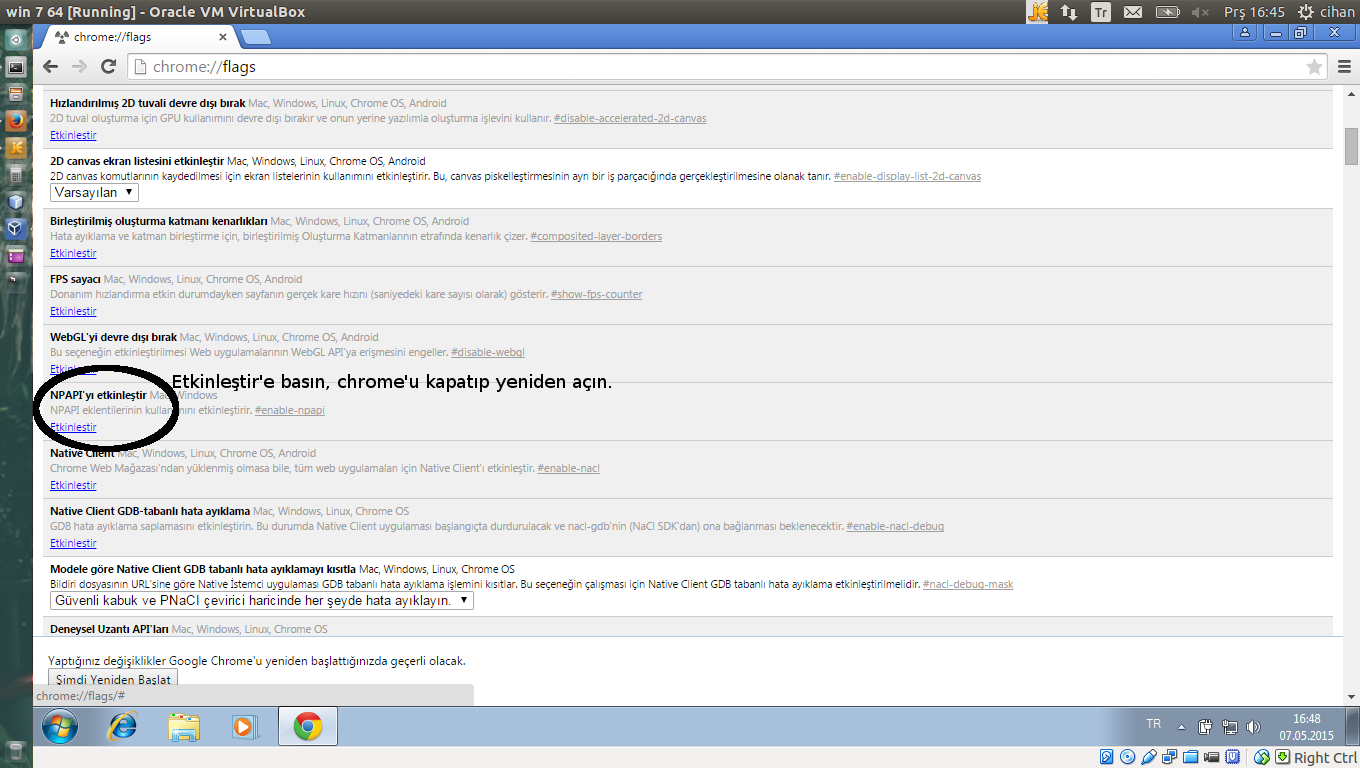 win 7 64 [Running] - Oracle VM VirtualBox
Tr
Prş 16:45
cihan
chrome://flags
chrome://flags
Hızlandırılmış 2D tuvali devre dışı bırak Mac, Windows, Linux, Chrome OS, Android
2D tuval oluşturma için GPU kullanımını devre dışı bırakır ve onun yerine yazılımla oluşturma işlevini kullanır. #disable-accelerated-2d-canvas
Etkinleştir
2D canvas ekran listesini etkinleştir Mac, Windows, Linux, Chrome OS, Android
2D canvas komutlarının kaydedilmesi için ekran listelerinin kullanımını etkinleştirir. Bu, canvas pikselleştirmesinin ayrı bir iş parçacığında gerçekleştirilmesine olanak tanır. #enable-display-list-2d-canvas
Varsayılan
Birleştirilmiş oluşturma katmanı kenarlıkları Mac, Windows, Linux, Chrome OS, Android
Hata ayıklama ve katman birleştirme için, birleştirilmiş Oluşturma Katmanlarının etrafında kenarlık çizer. #composited-layer-borders
Etkinleştir
FPS sayacı Mac, Windows, Linux, Chrome OS, Android
Donanım hızlandırma etkin durumdayken sayfanın gerçek kare hızını (saniyedeki kare sayısı olarak) gösterir. #show-fps-counter
Etkinleştir
WebGL'yi devre dışı bırak Mac, Windows, Linux, Chrome OS, Android
Bu seçeneğin etkinleştirilmesi Web uygulamalarının WebGL API'ya erişmesini engeller. #disable-webgl
Etkinleştir
Etkinleştir'e basın, chrome'u kapatıp yeniden açın.
NPAPI'yı etkinleştir Mac, Windows
NPAPI eklentilerinin kullanımını etkinleştirir. #enable-npapi
Etkinleştir
Native Client Mac, Windows, Linux, Chrome OS, Android
Chrome Web Mağazası'ndan yüklenmiş olmasa bile, tüm web uygulamaları için Native Client'ı etkinleştir. #enable-nacl
Etkinleştir
Native Client GDB-tabanlı hata ayıklama Mac, Windows, Linux, Chrome OS
GDB hata ayıklama saplamasını etkinleştirin. Bu durumda Native Client uygulaması başlangıçta durdurulacak ve nacl-gdb'nin (NaCl SDK'dan) ona bağlanması beklenecektir. #enable-nacl-debug
Etkinleştir
Modele göre Native Client GDB tabanlı hata ayıklamayı kısıtla Mac, Windows, Linux, Chrome OS
Bildiri dosyasının URL'sine göre Native İstemci uygulaması GDB tabanlı hata ayıklama işlemini kısıtlar. Bu seçeneğin çalışması için Native Client GDB tabanlı hata ayıklama etkinleştirilmelidir. #nacl-debug-mask
Güvenli kabuk ve PNaCl çevirici haricinde her şeyde hata ayıklayın.
Deneysel Uzantı API'ları Mac, Windows, Linux, Chrome OS
Yaptığınız değişiklikler Google Chrome'u yeniden başlattığınızda geçerli olacak.
Şimdi Yeniden Başlat
chrome://flags/#
TR
16:48
07.05.2015
Right Ctrl